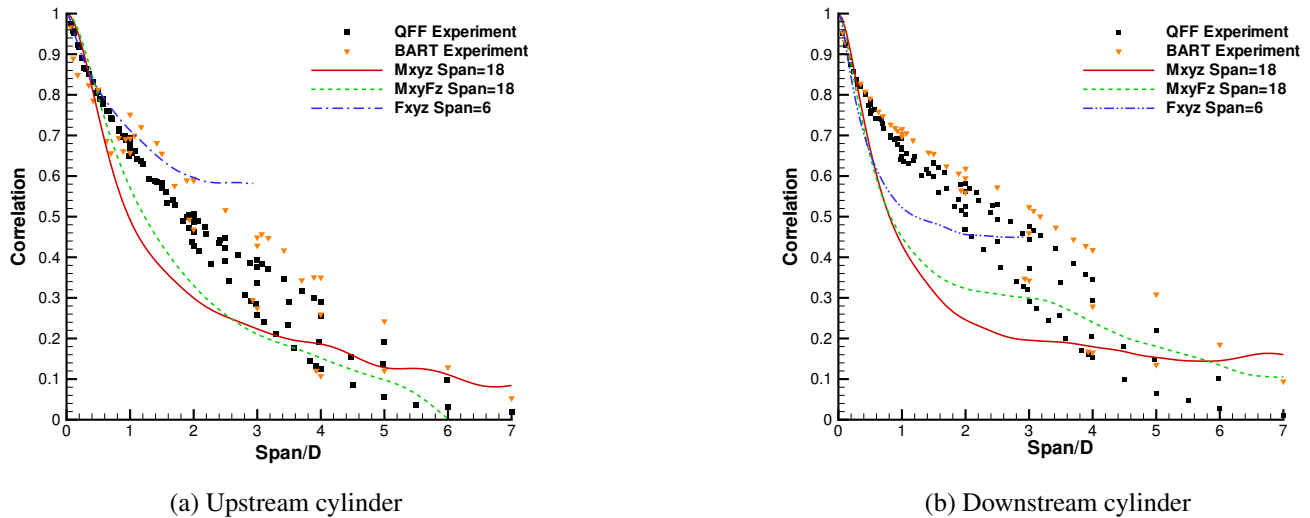 1
0.9
0.8
0.7
0.6
0.5
0.4
0.3
0.2
0.1
0
Correlation
0 1 2 3 4 5 6 7
Span/D
QFF Experiment
BART Experiment
Mxyz Span=18
MxyFz Span=18
Fxyz Span=6
(a) Upstream cylinder
1
0.9
0.8
0.7
0.6
0.5
0.4
0.3
0.2
0.1
0
Correlation
0 1 2 3 4 5 6 7
Span/D
QFF Experiment
BART Experiment
Mxyz Span=18
MxyFz Span=18
Fxyz Span=6
(b) Downstream cylinder